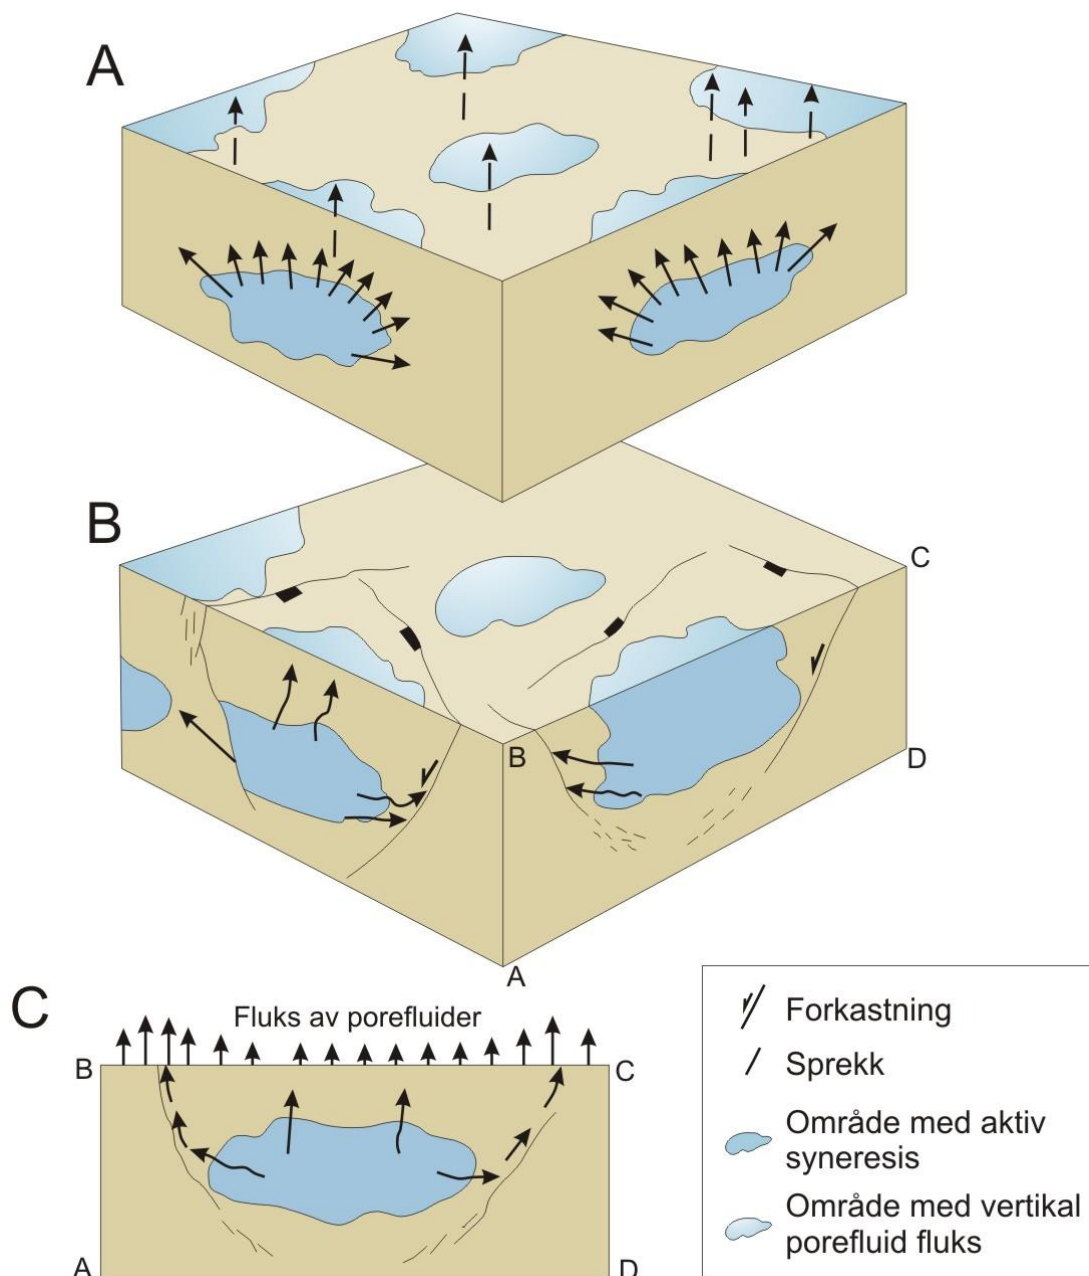 A
B
C
B
D
A
C
Fluks av porefluider
B
C
A
D
Forkastning
Sprekk
Område med aktiv
syneresis
Område med vertikal
porefluid fluks